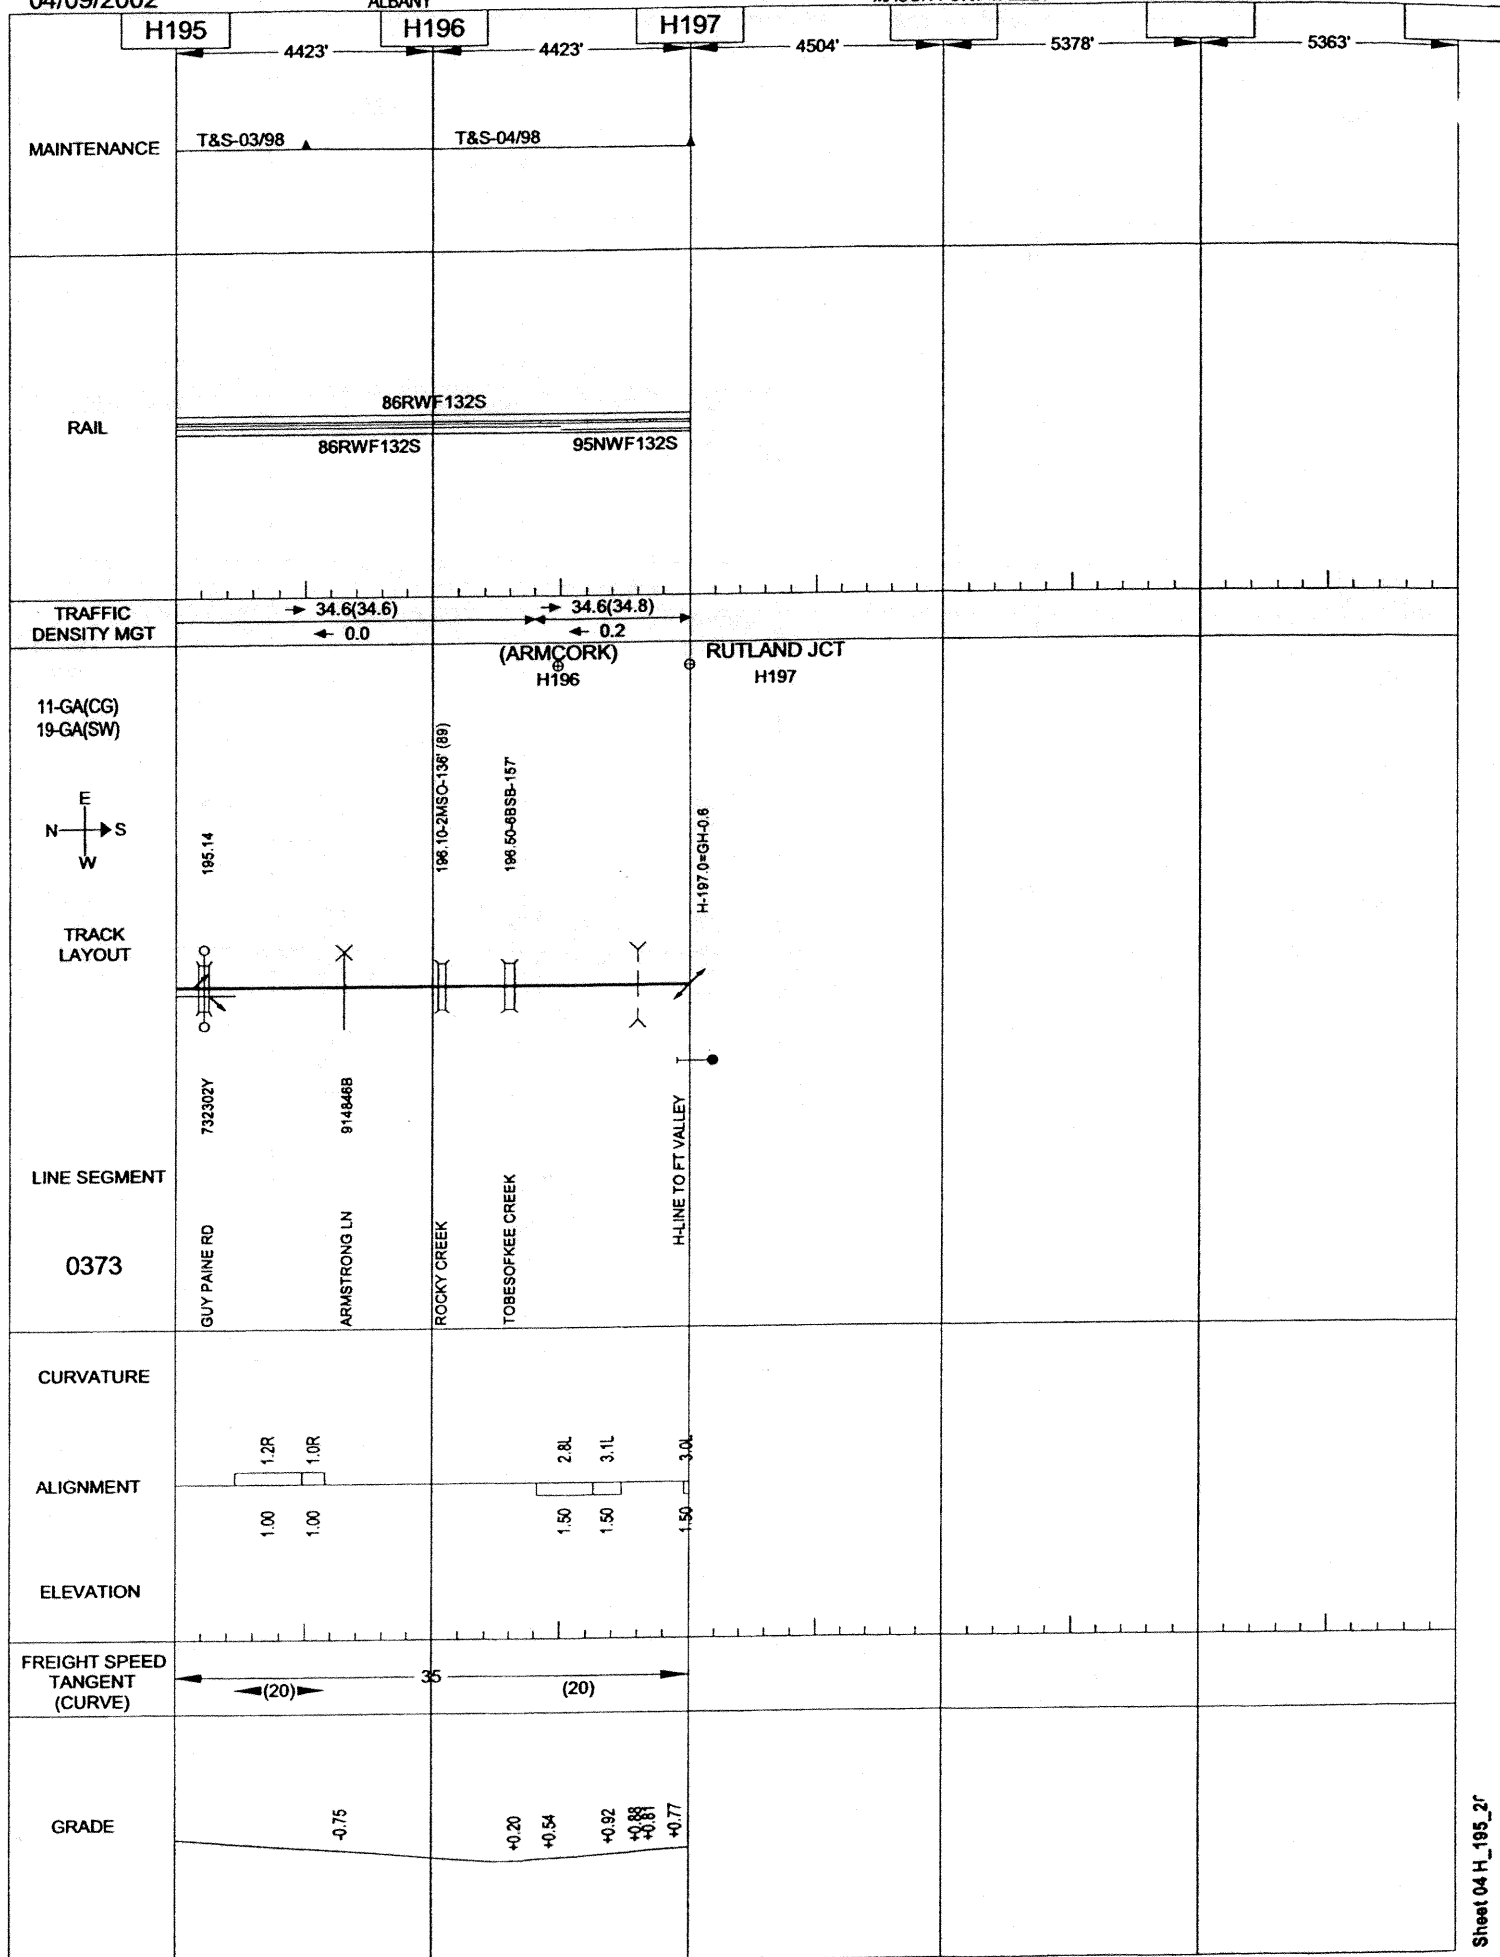 04/09/2002
ALBANY
H195 H196 H197
4423' 4423' 4504' 5378' 5363'
MAINTENANCE
T&S-03/98 T&S-04/98
RAIL
86RWF132S
86RWF132S 95NWF132S
TRAFFIC
DENSITY MGT
34.6(34.6) 34.6(34.8)
0.0 0.2
(ARMCORK) RUTLAND JCT
H196 H197
11-GA(CG)
19-GA(SW)
E
N S
W
195.14
196.10-2MSO-136' (89)
196.50-6BSB-157'
H-197.0=GH-0.6
TRACK
LAYOUT
732302Y
914846B
H-LINE TO FT VALLEY
LINE SEGMENT
0373
GUY PAINE RD
ARMSTRONG LN
ROCKY CREEK
TOBESOFKEE CREEK
CURVATURE
1.2R 1.0R 2.8L 3.1L 3.0L
ALIGNMENT
1.00 1.00 1.50 1.50 1.50
ELEVATION
FREIGHT SPEED
TANGENT
(CURVE)
35
(20) (20)
GRADE
-0.75 +0.20 +0.54 +0.92 +0.88 +0.81 +0.77
Sheet 04 H_195_2